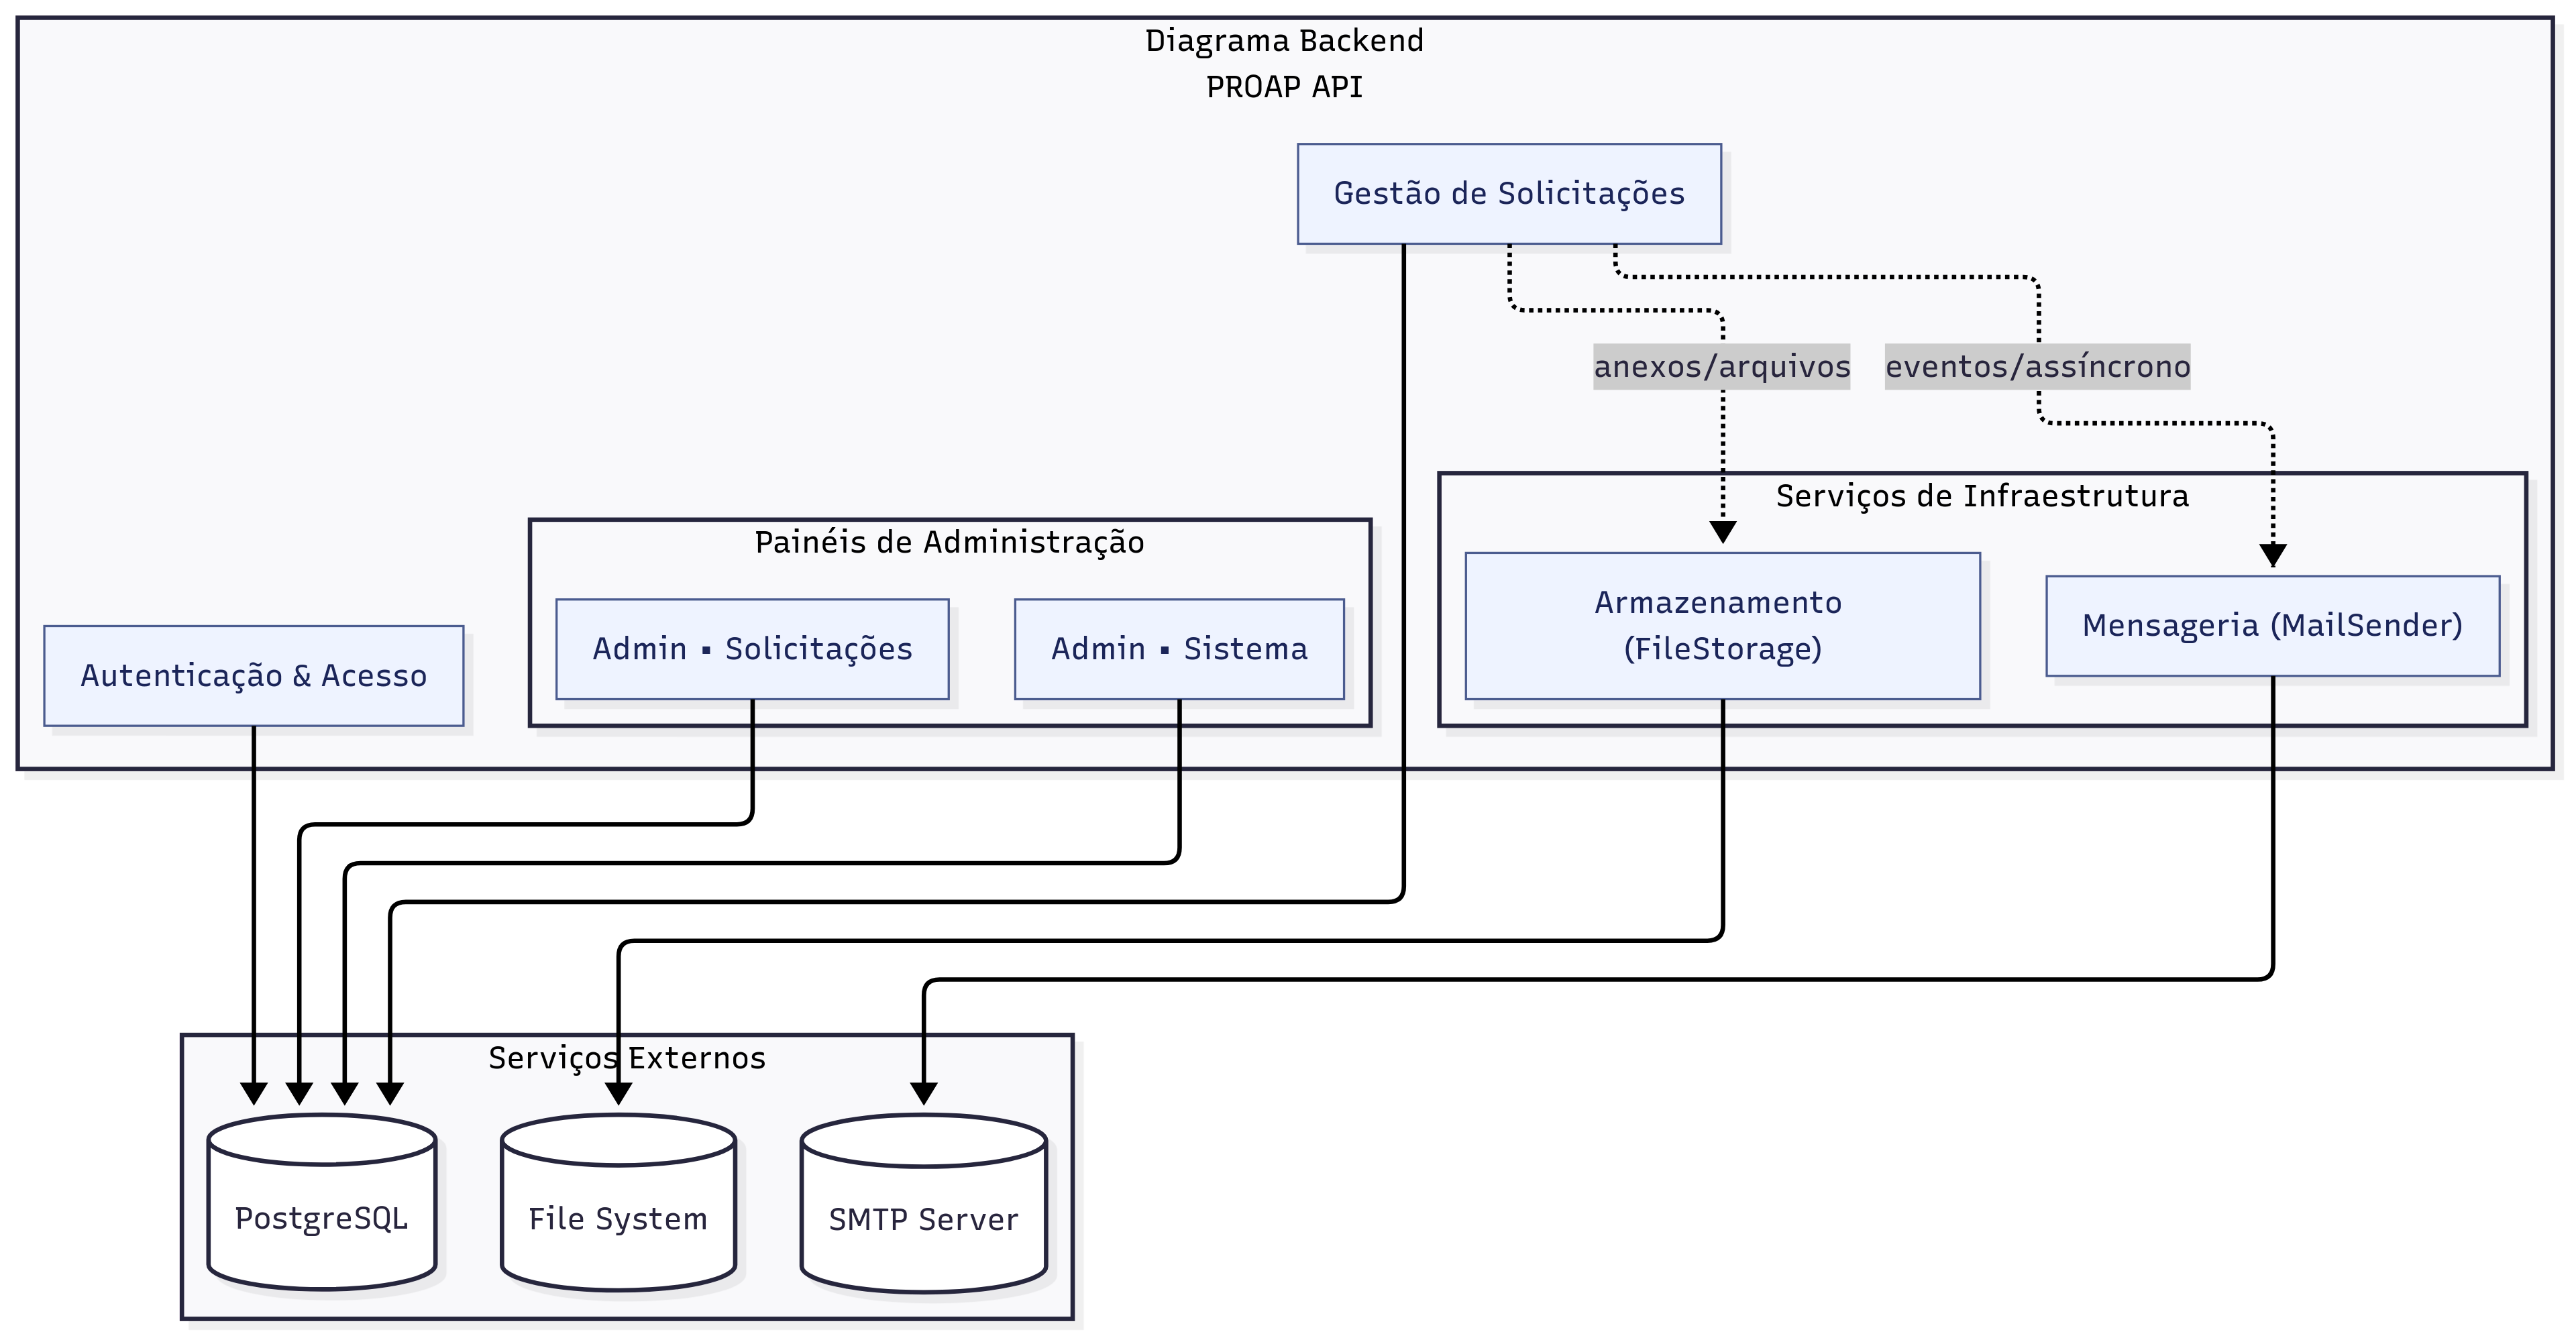 Diagrama Backend
PROAP API
Gestão de Solicitações
anexos/arquivos
eventos/assíncrono
Serviços de Infraestrutura
Painéis de Administração
Armazenamento
(FileStorage)
Mensageria (MailSender)
Admin ▪ Solicitações
Admin ▪ Sistema
Autenticação & Acesso
Serviços Externos
PostgreSQL
File System
SMTP Server